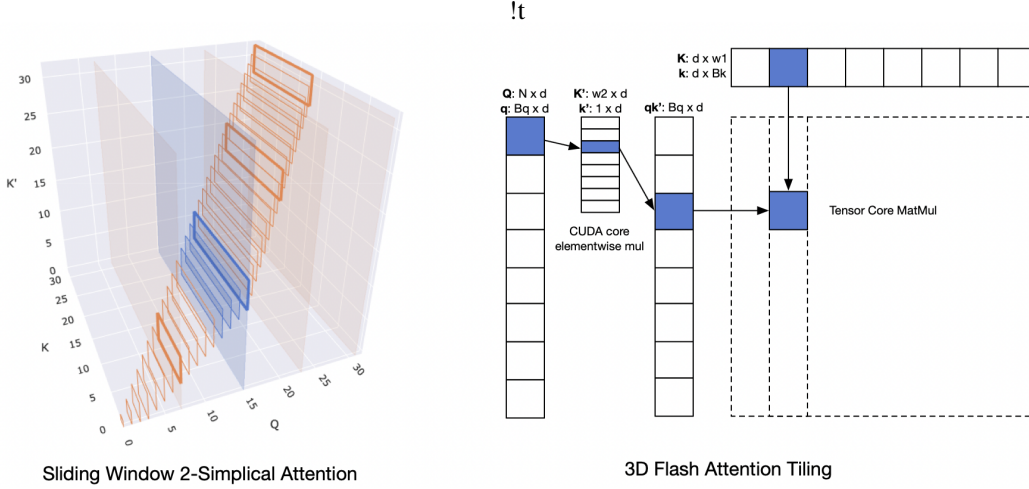 !t
30
25
20
15
10
5
0
K'
30
25
20
15
10
5
0
K
0
5
10
15
20
25
30
Q
Sliding Window 2-Simplical Attention
K: d x w1
k: d x Bk
Q: N x d
q: Bq x d
K': w2 x d
k': 1 x d
qk': Bq x d
CUDA core
elementwise mul
Tensor Core MatMul
3D Flash Attention Tiling